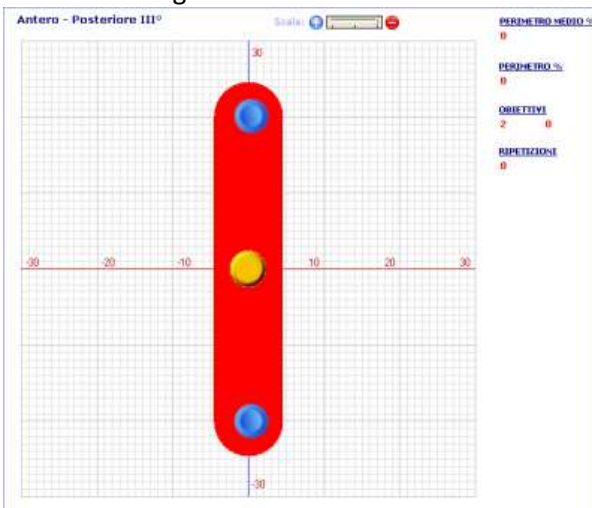 Antero - Posteriore III°
Scala:
PERIMETRO MEDIO %
0
PERIMETRO %
0
OBIETTIVI
2 0
RIPETIZIONI
0
30
-30 -20 -10 10 20 30
-30